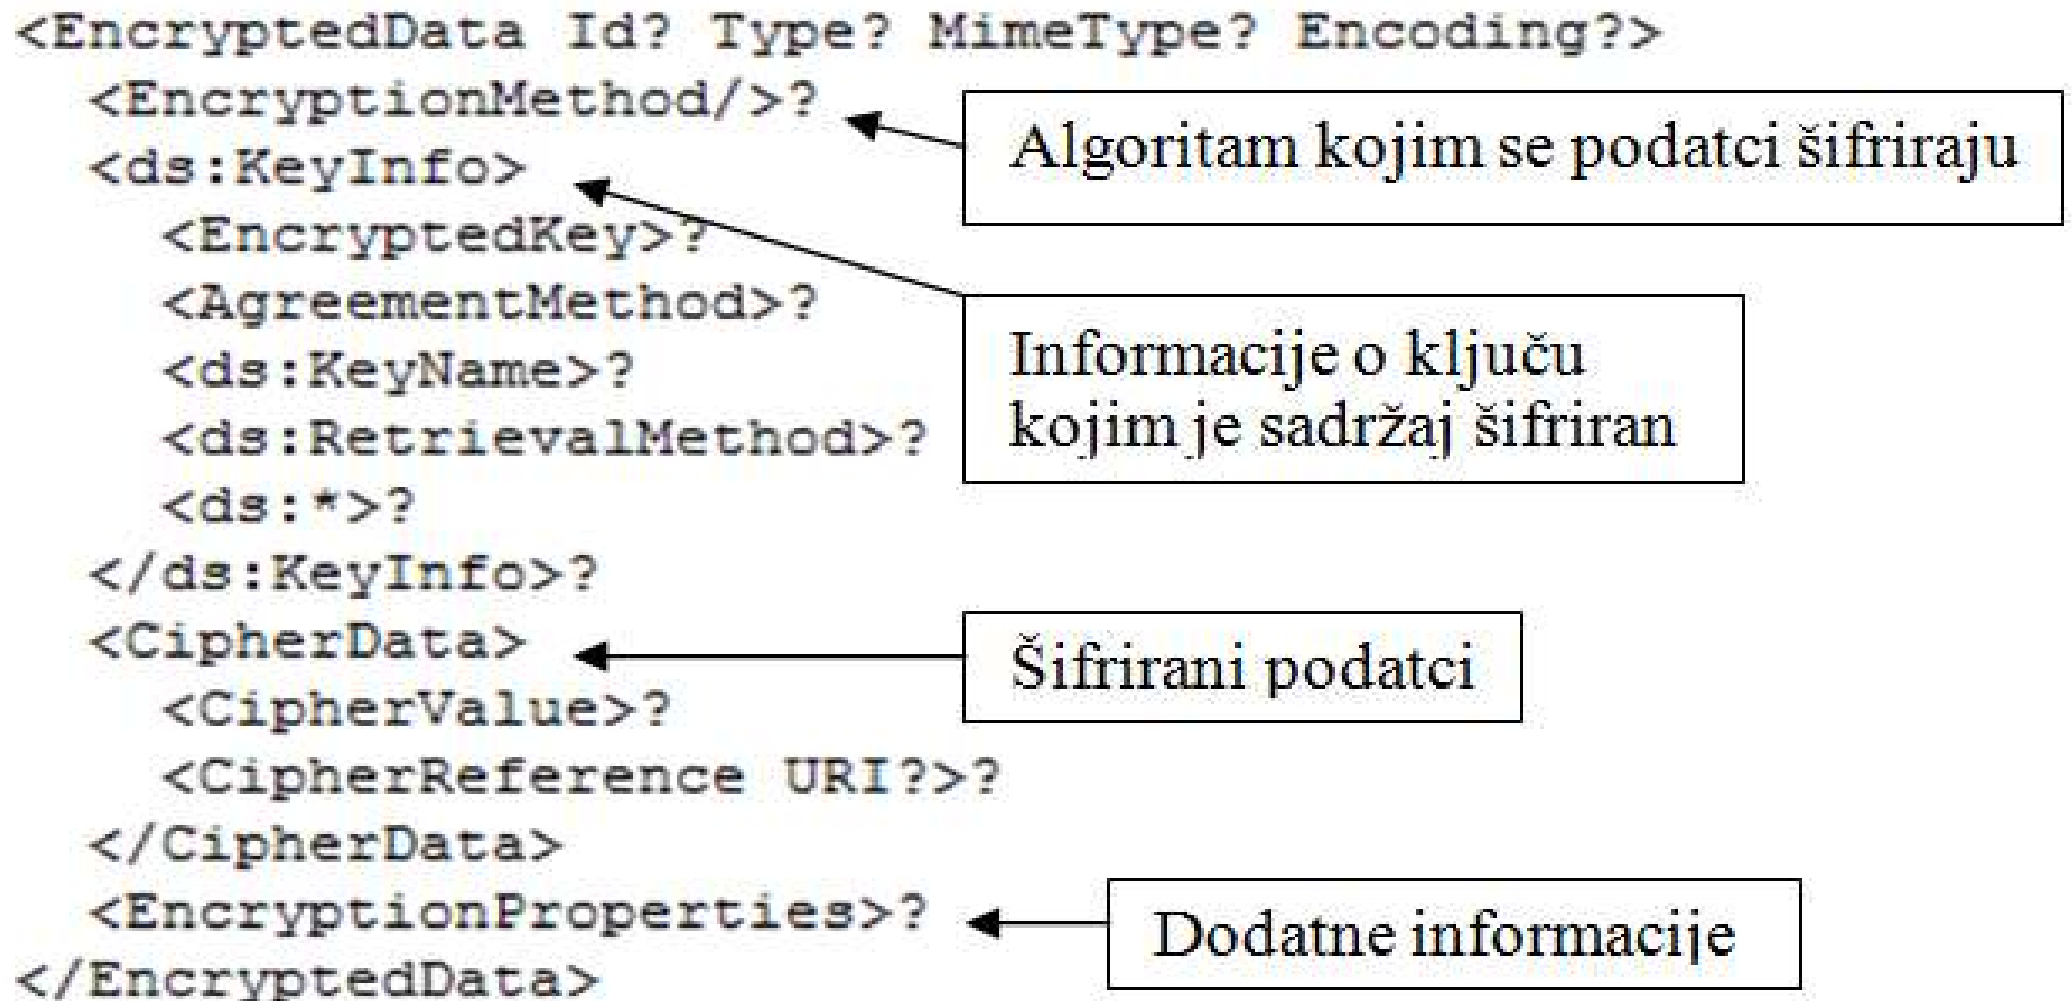 <EncryptedData Id? Type? MimeType? Encoding?>
<EncryptionMethod/>?
Algoritam kojim se podatci šifriraju
<ds:KeyInfo>
<EncryptedKey>?
<AgreementMethod>?
Informacije o ključu
kojim je sadržaj šifriran
<ds:KeyName>?
<ds:RetrievalMethod>?
<ds:*>?
</ds:KeyInfo>?
<CipherData>
Šifrirani podatci
<CipherValue>?
<CipherReference URI?>?
</CipherData>
<EncryptionProperties>?
Dodatne informacije
</EncryptedData>